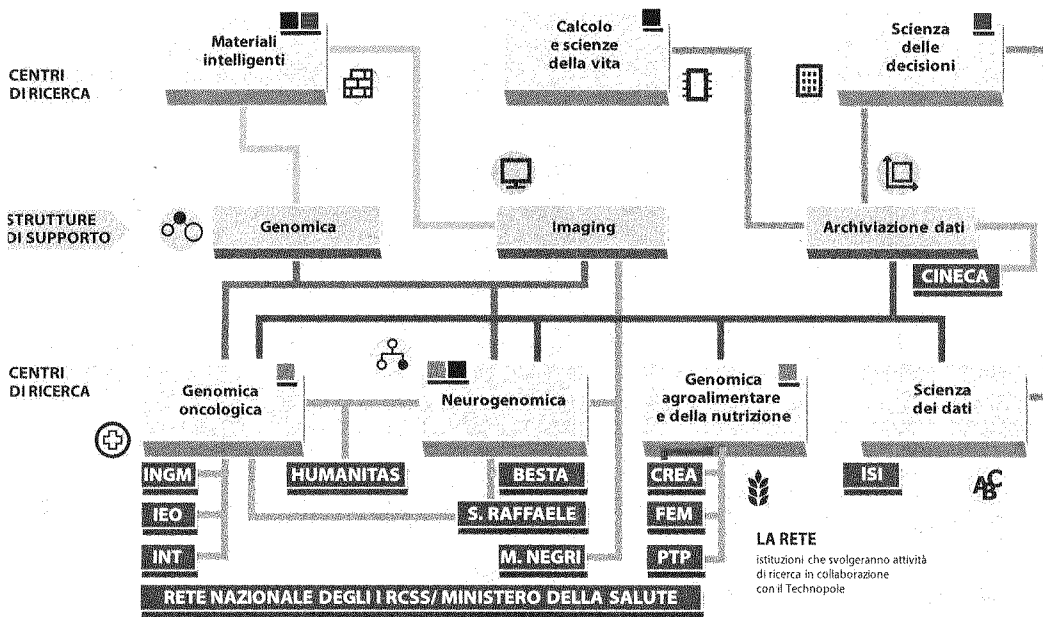 Materiali
intelligenti
Calcolo
e scienze
della vita
Scienza
delle
decisioni
CENTRI
DI RICERCA
STRUTTURE
DI SUPPORTO
Genomica
Imaging
Archiviazione dati
CINECA
CENTRI
DI RICERCA
Genomica
oncologica
Neurogenomica
Genomica
agroalimentare
e della nutrizione
Scienza
dei dati
INGM
HUMANITAS
BESTA
CREA
ISI
ABC
IEO
S. RAFFAELE
FEM
INT
M. NEGRI
PTP
LA RETE
istituzioni che svolgeranno attività
di ricerca in collaborazione
con il Technopole
RETE NAZIONALE DEGLI I RCSS/ MINISTERO DELLA SALUTE